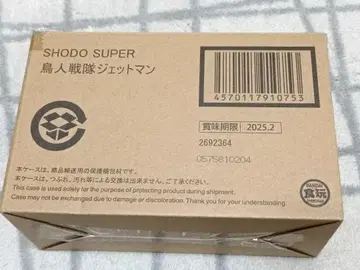 SHODO SUPER
鳥人戦隊ジェットマン
4570117910753
賞味期限 2025.2
2692364
0575810204
本ケースは、商品輸送用の保護梱包材です。
本ケースは、つぶれ、汚れ等による交換は出来ません。ご了承ください。
This case is used solely for the purpose of protecting product during shipment.
Case may not be exchanged due to damage or discoloration. Thank you for your understanding.
BANDAI
食玩